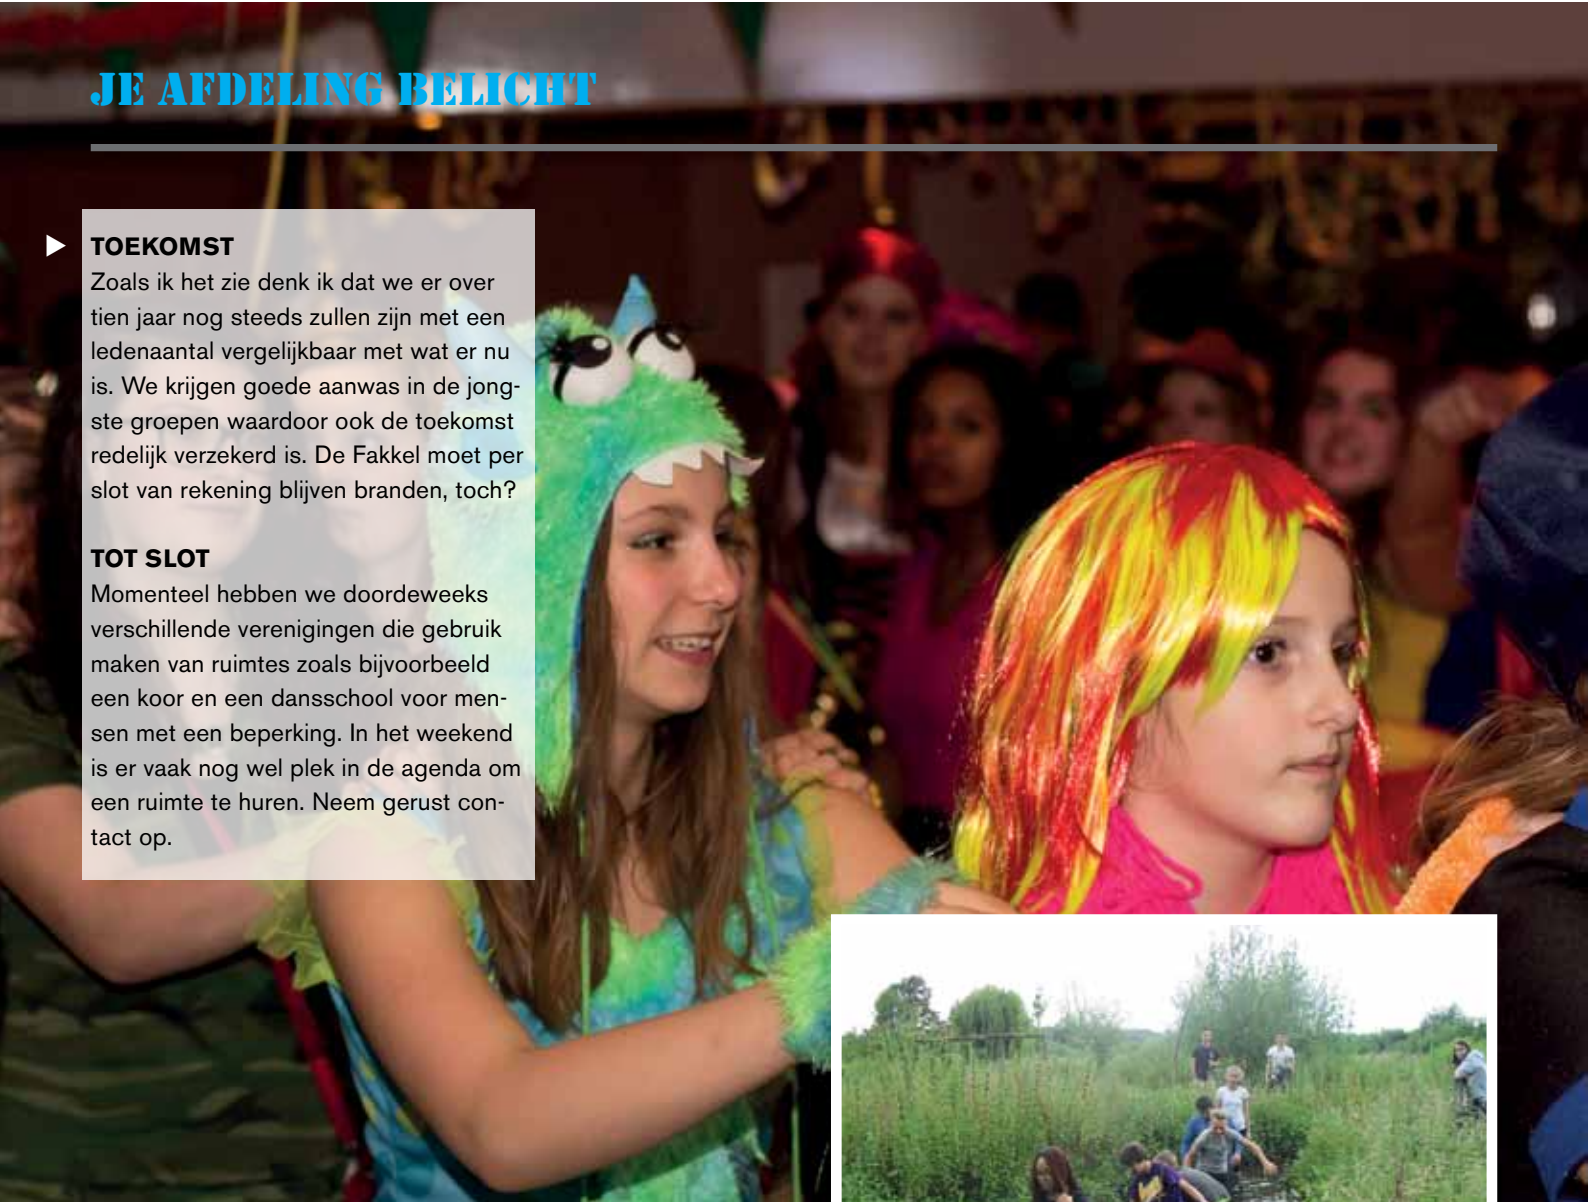 JE AFDELING BELICHT
TOEKOMST
Zoals ik het zie denk ik dat we er over
tien jaar nog steeds zullen zijn met een
ledenaantal vergelijkbaar met wat er nu
is. We krijgen goede aanwas in de jong-
ste groepen waardoor ook de toekomst
redelijk verzekerd is. De Fakkel moet per
slot van rekening blijven branden, toch?
TOT SLOT
Momenteel hebben we doordeweeks
verschillende verenigingen die gebruik
maken van ruimtes zoals bijvoorbeeld
een koor en een dansschool voor men-
sen met een beperking. In het weekend
is er vaak nog wel plek in de agenda om
een ruimte te huren. Neem gerust con-
tact op.